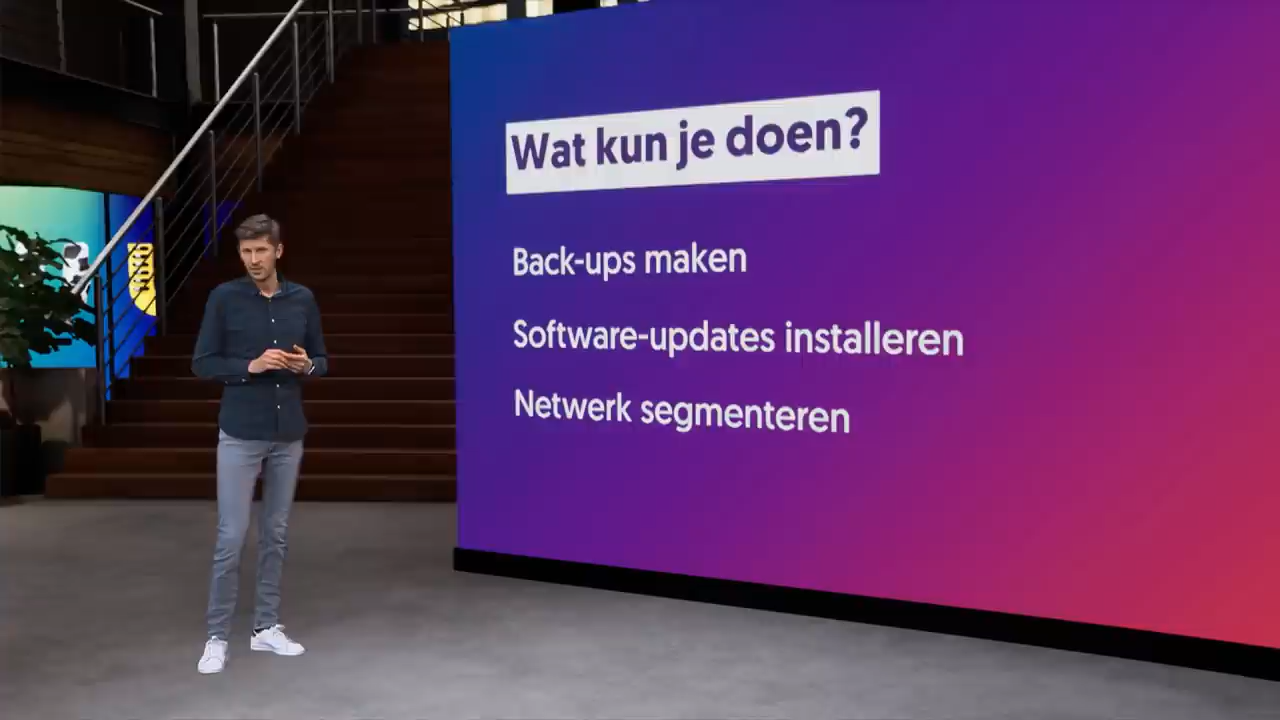 Wat kun je doen?
Back-ups maken
Software-updates installeren
Netwerk segmenteren